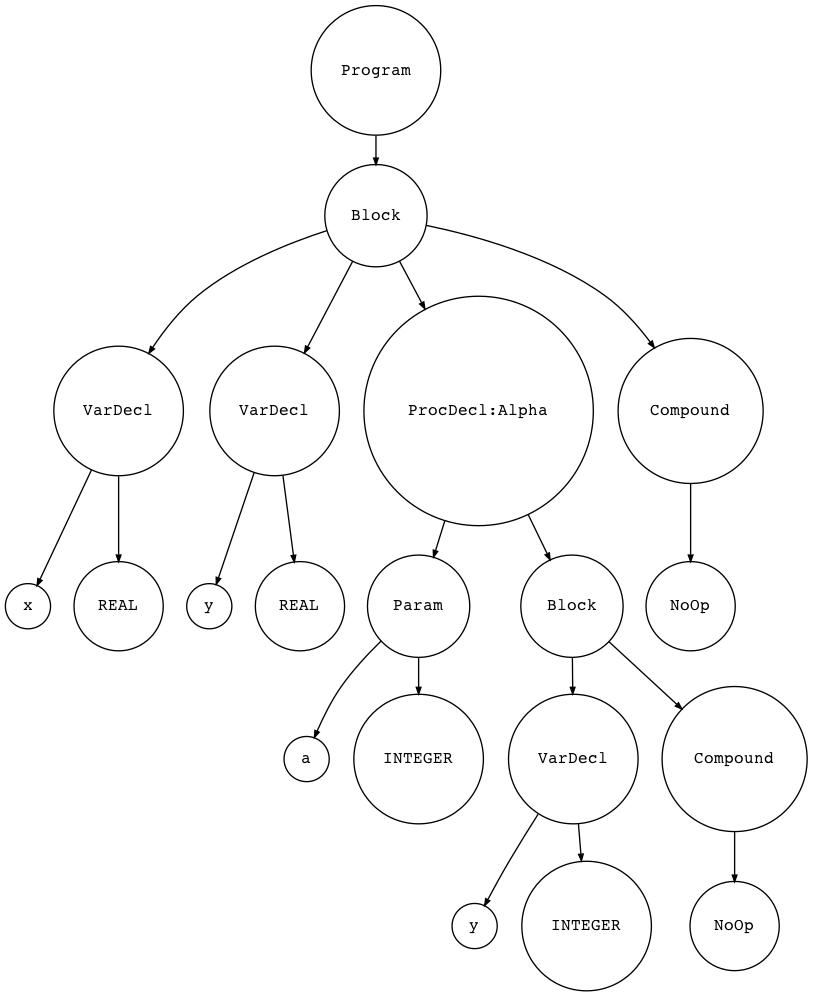 Program
Block
VarDecl
VarDecl
ProcDecl:Alpha
Compound
x
REAL
y
REAL
Param
Block
NoOp
a
INTEGER
VarDecl
Compound
y
INTEGER
NoOp